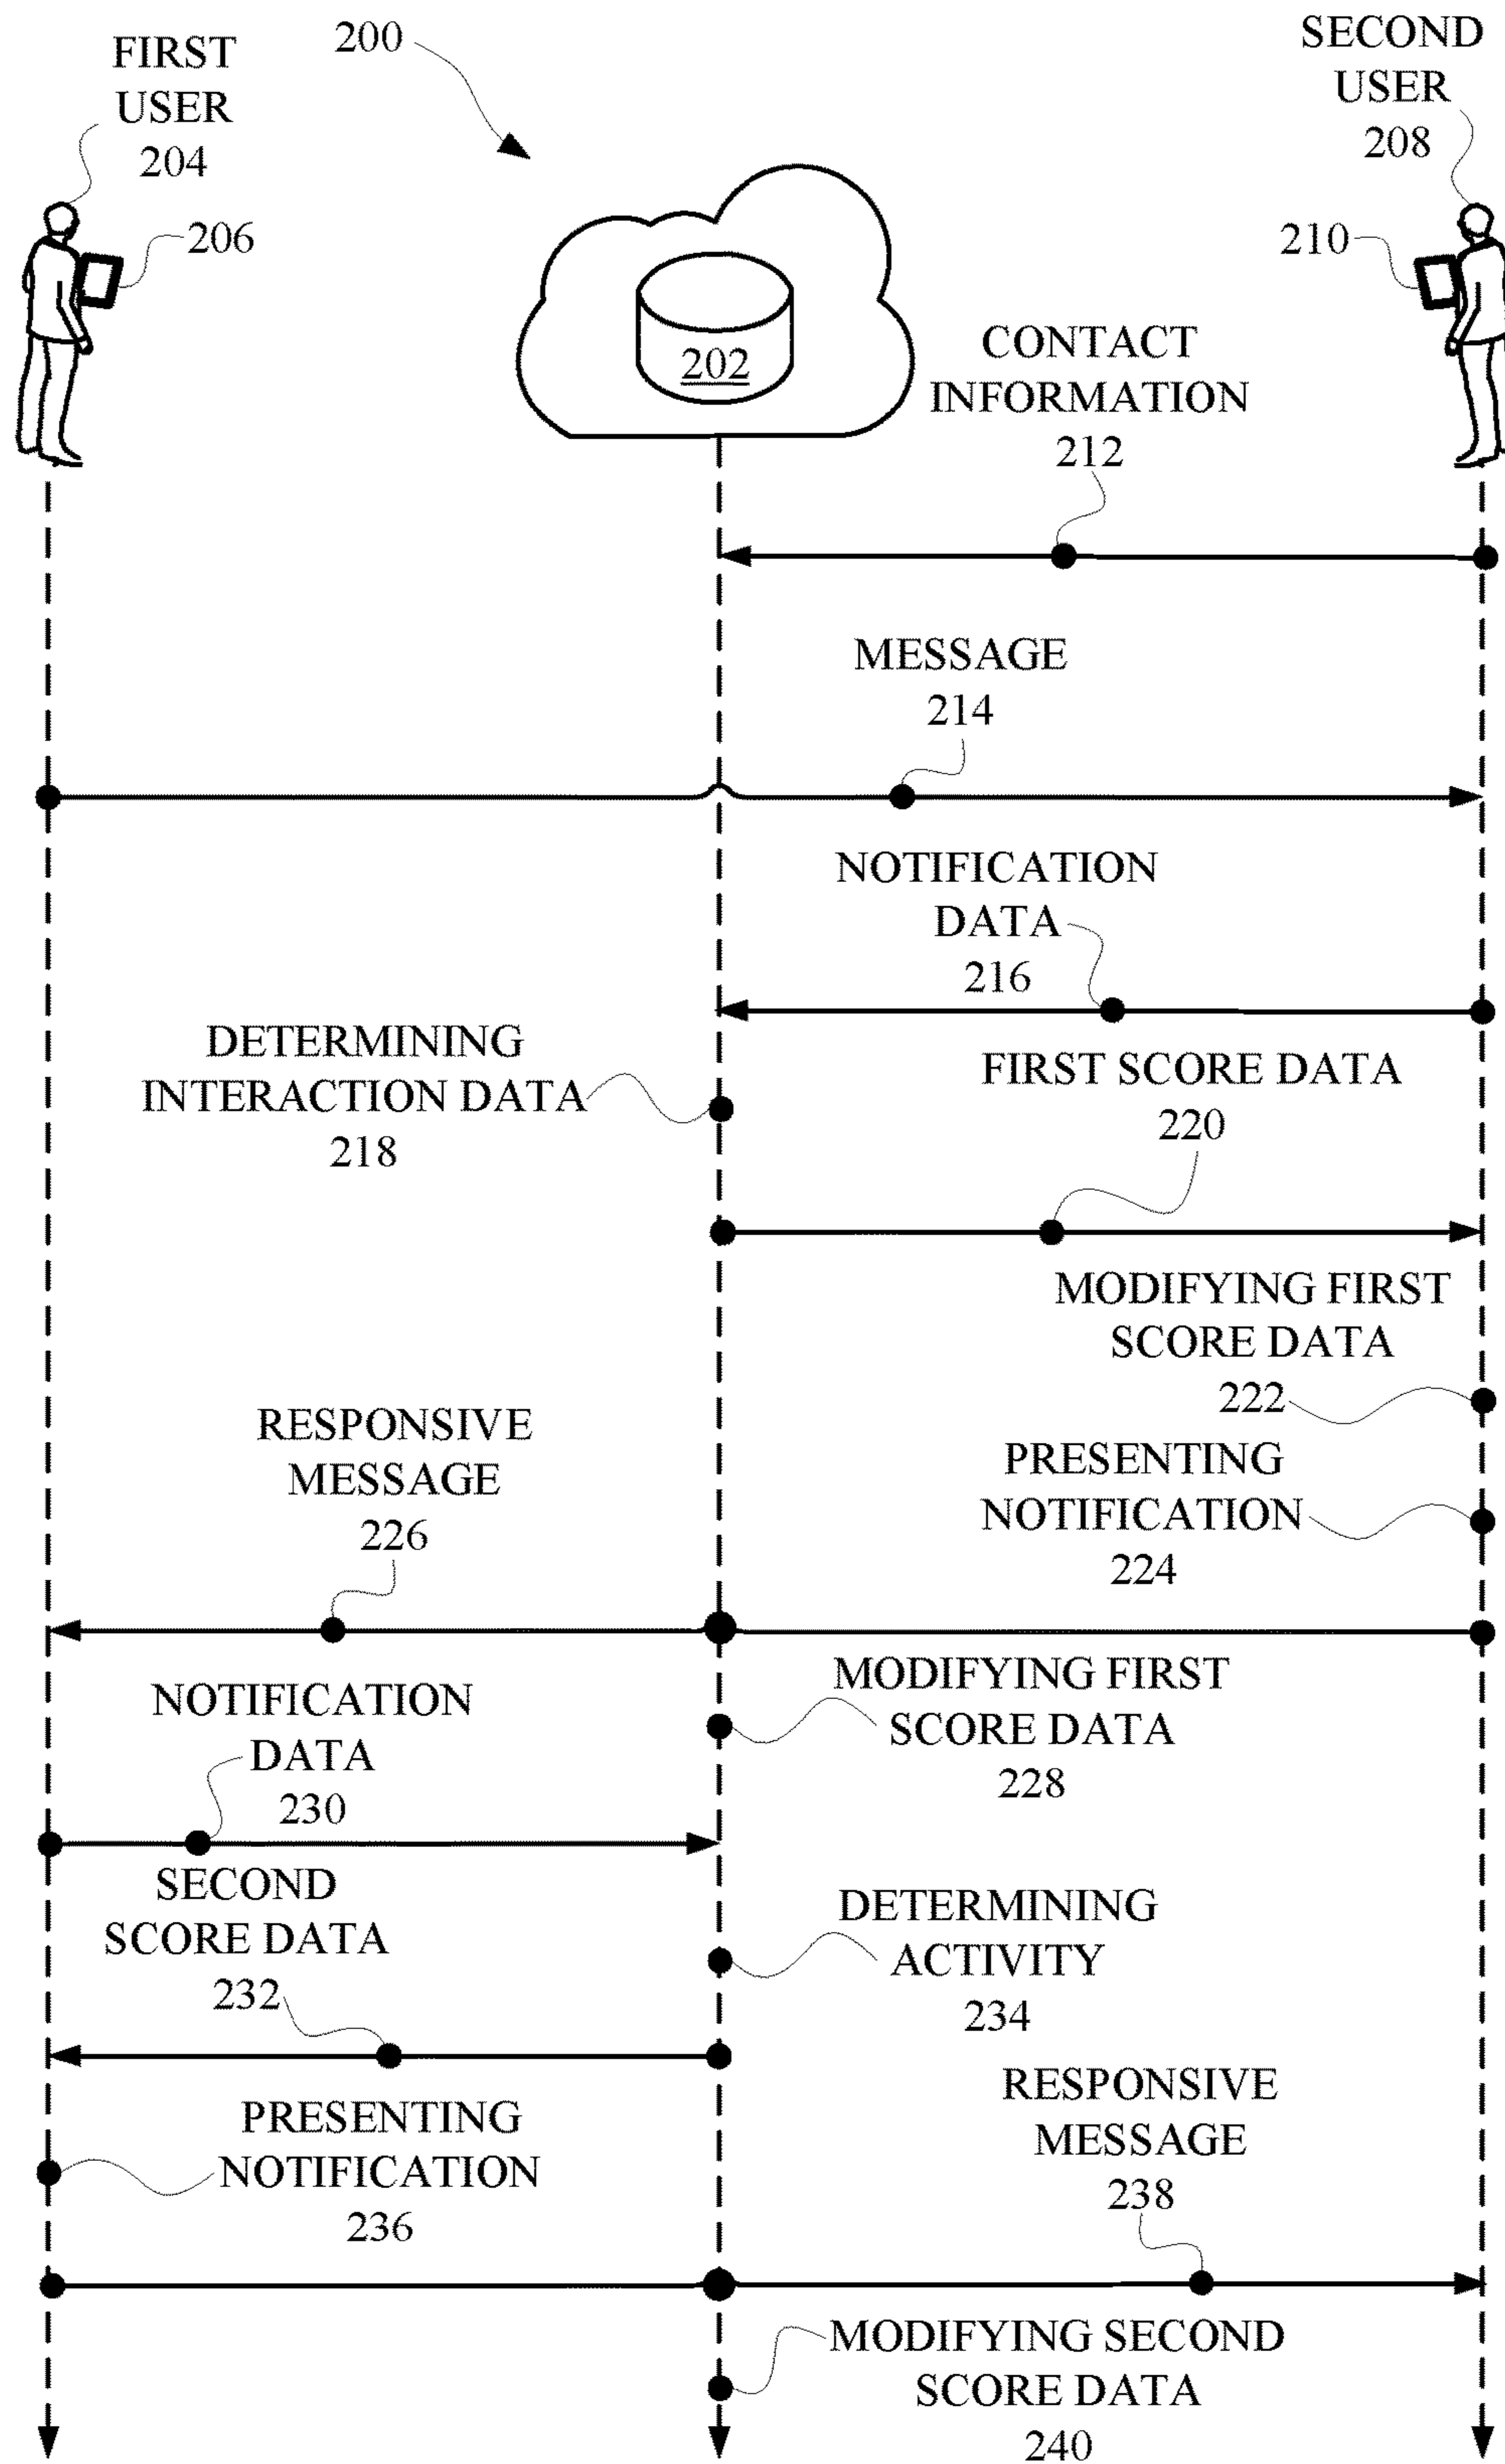 FIRST
USER
204
200
SECOND
USER
208
206
210
202
CONTACT
INFORMATION
212
MESSAGE
214
NOTIFICATION
DATA
216
DETERMINING
INTERACTION DATA
218
FIRST SCORE DATA
220
MODIFYING FIRST
SCORE DATA
222
RESPONSIVE
MESSAGE
226
PRESENTING
NOTIFICATION
224
MODIFYING FIRST
SCORE DATA
228
NOTIFICATION
DATA
230
SECOND
SCORE DATA
232
DETERMINING
ACTIVITY
234
PRESENTING
NOTIFICATION
236
RESPONSIVE
MESSAGE
238
MODIFYING SECOND
SCORE DATA
240